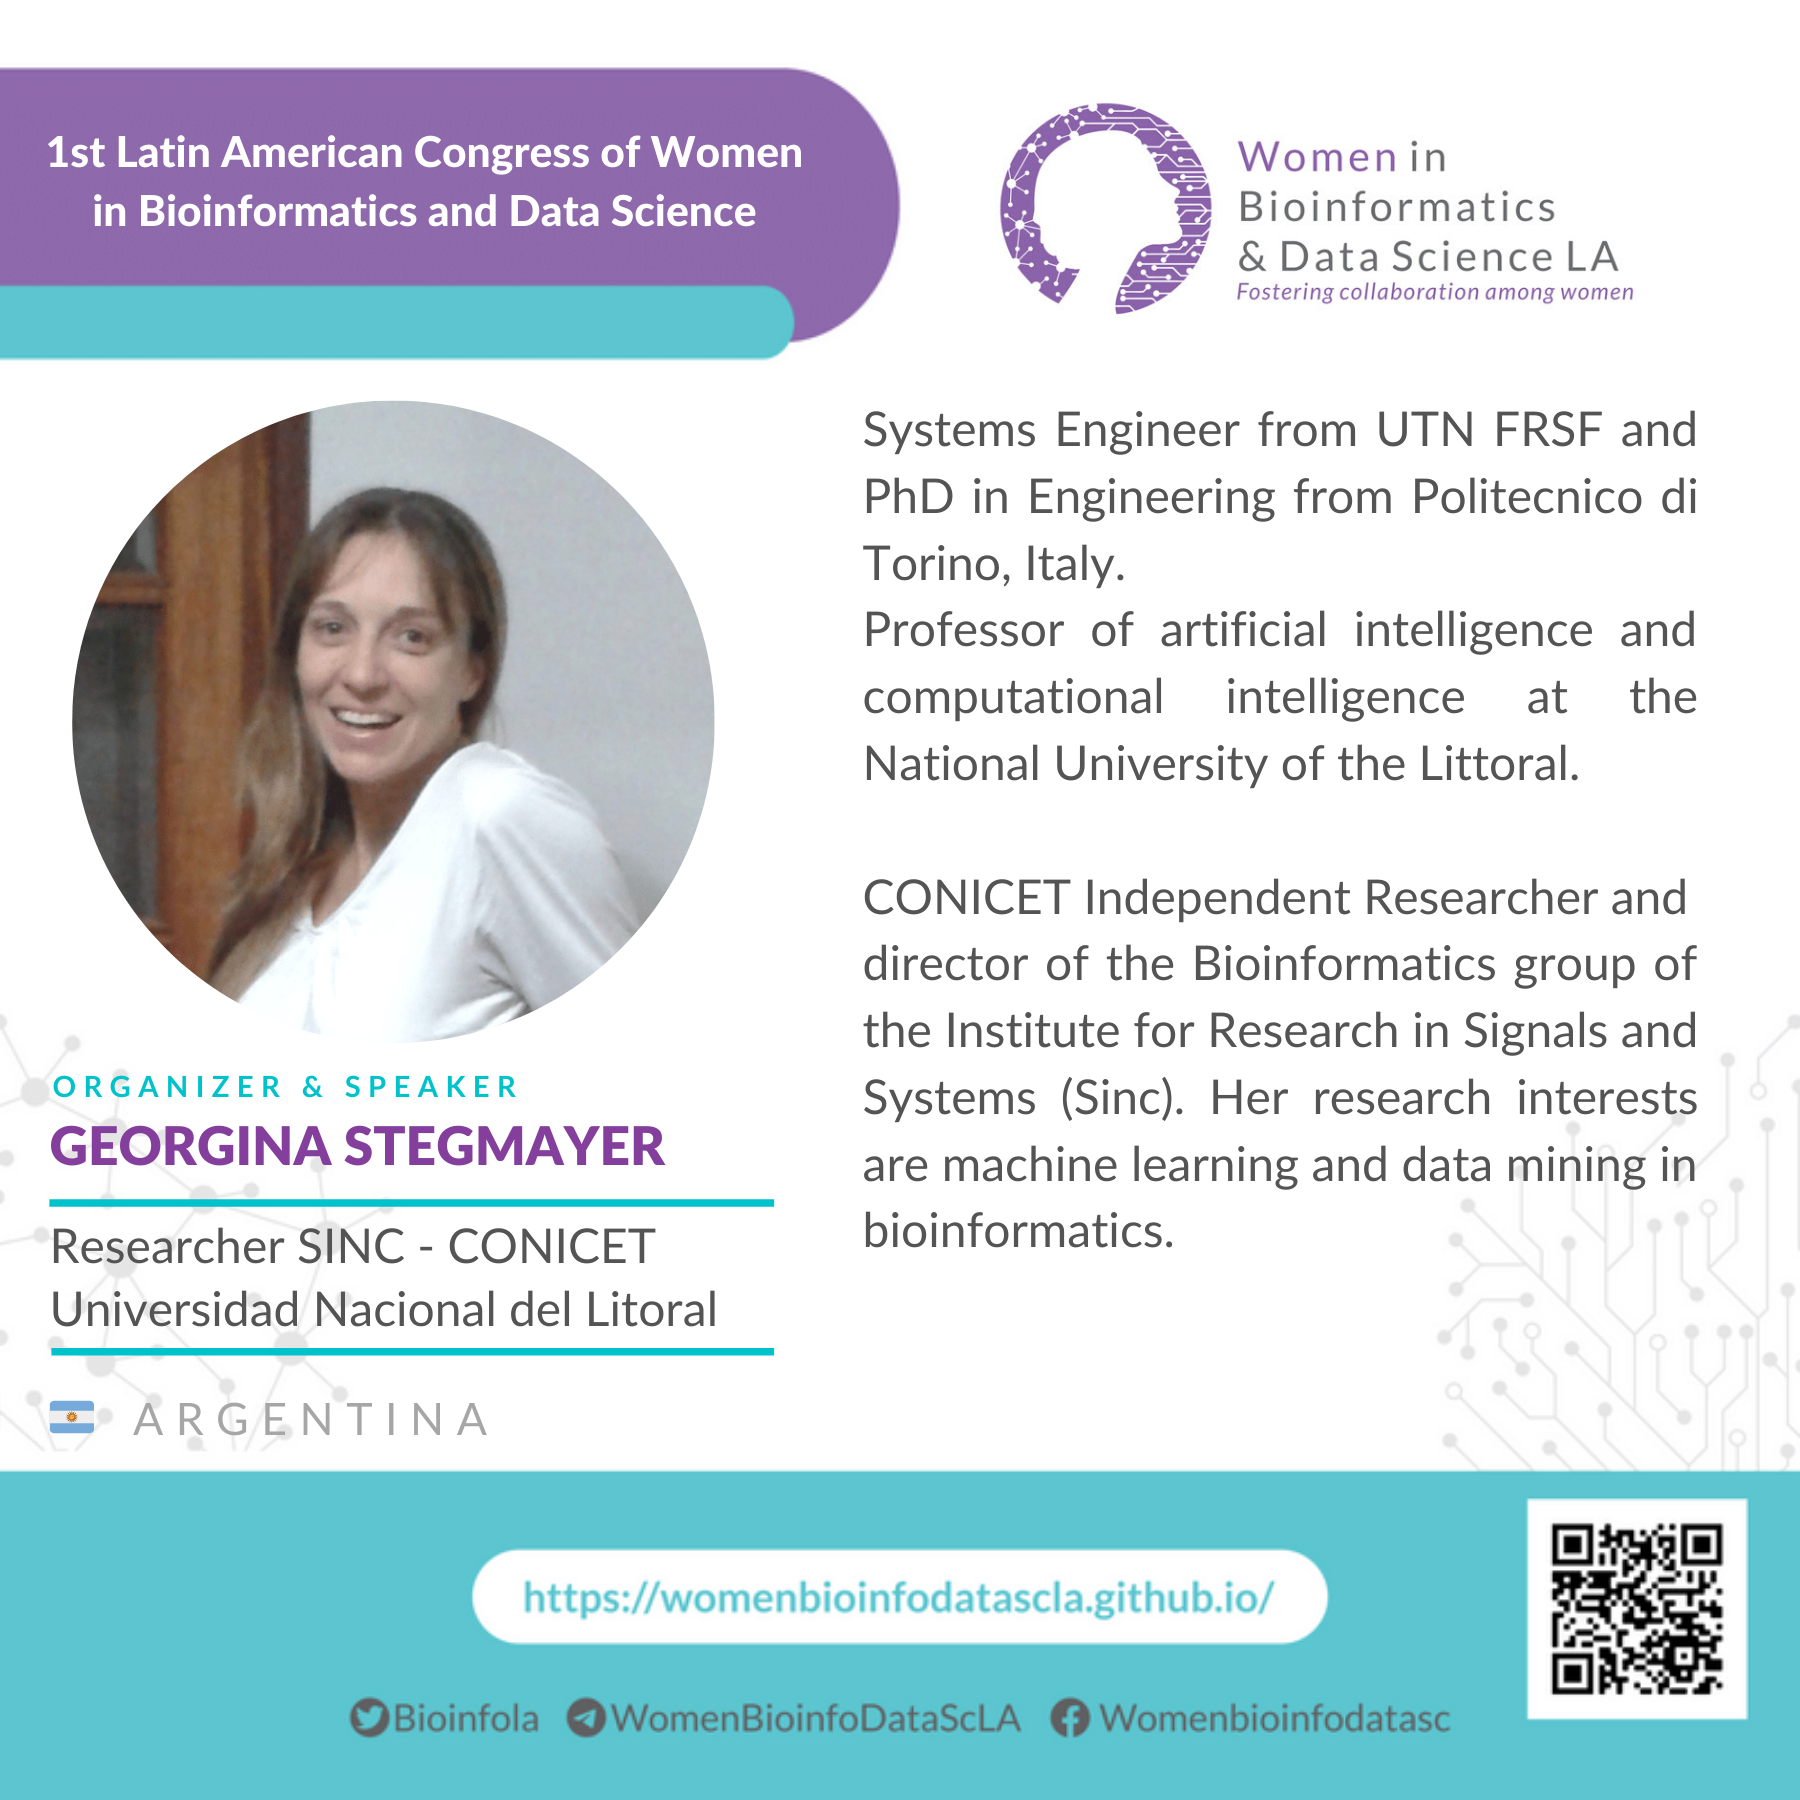 1st Latin American Congress of Women
in Bioinformatics and Data Science
Women in
Bioinformatics
& Data Science LA
Fostering collaboration among women
ORGANIZER & SPEAKER
GEORGINA STEGMAYER
Researcher SINC - CONICET
Universidad Nacional del Litoral
ARGENTINA
Systems Engineer from UTN FRSF and
PhD in Engineering from Politecnico di
Torino, Italy.
Professor of artificial intelligence and
computational intelligence at the
National University of the Littoral.
CONICET Independent Researcher and
director of the Bioinformatics group of
the Institute for Research in Signals and
Systems (Sinc). Her research interests
are machine learning and data mining in
bioinformatics.
https://womenbioinfodatascla.github.io/
Bioinfola WomenBioinfoDataScLA Womenbioinfodatasc